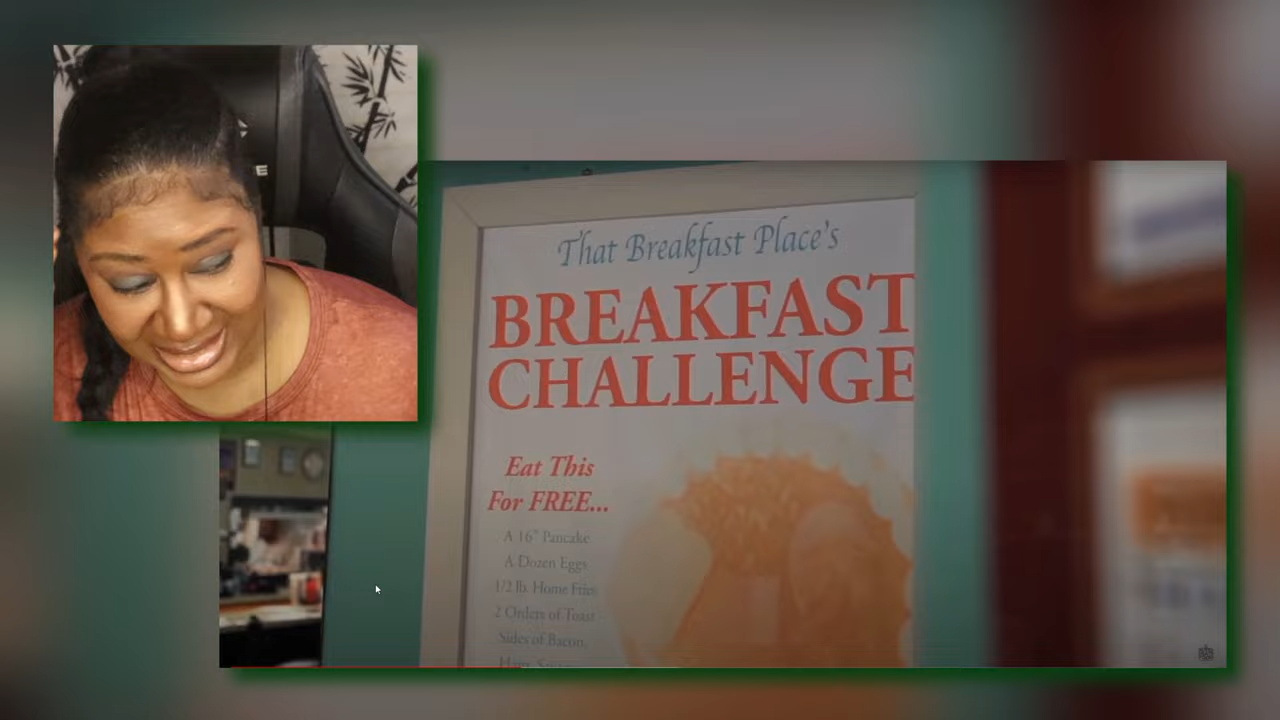 E
That Breakfast Place's
BREAKFAST
CHALLENGE
Eat This
For FREE...
A 16" Pancake
A Dozen Eggs
1/2 lb. Home Fries
2 Orders of Toast
Sides of Bacon,